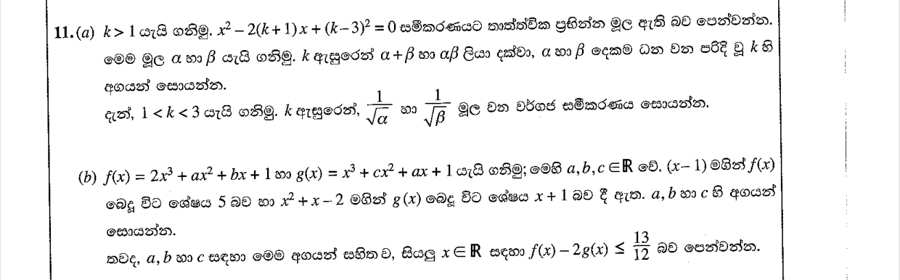 11. (a) k > 1 යැයි ගනිමු. x² − 2(k + 1) x + (k − 3)² = 0 සමීකරණයට තාත්ත්වික ප්‍රභින්න මූල ඇති බව පෙන්වන්න.
මෙම මූල α හා β යැයි ගනිමු. k ඇසුරෙන් α + β හා αβ ලියා දක්වා, α හා β දෙකම ධන වන පරිදි වූ k හි
අගයන් සොයන්න.
දැන්, 1 < k < 3 යැයි ගනිමු. k ඇසුරෙන්, 1/√α හා 1/√β මූල වන වර්ගජ සමීකරණය සොයන්න.
(b) f(x) = 2x³ + ax² + bx + 1 හා g(x) = x³ + cx² + ax + 1 යැයි ගනිමු; මෙහි a, b, c ∈ ℝ වේ. (x − 1) මගින් f(x)
බෙදූ විට ශේෂය 5 බව හා x² + x − 2 මගින් g(x) බෙදූ විට ශේෂය x + 1 බව දී ඇත. a, b හා c හි අගයන්
සොයන්න.
තවද, a, b හා c සඳහා මෙම අගයන් සහිතව, සියලු x ∈ ℝ සඳහා f(x) − 2g(x) ≤ 13/12 බව පෙන්වන්න.